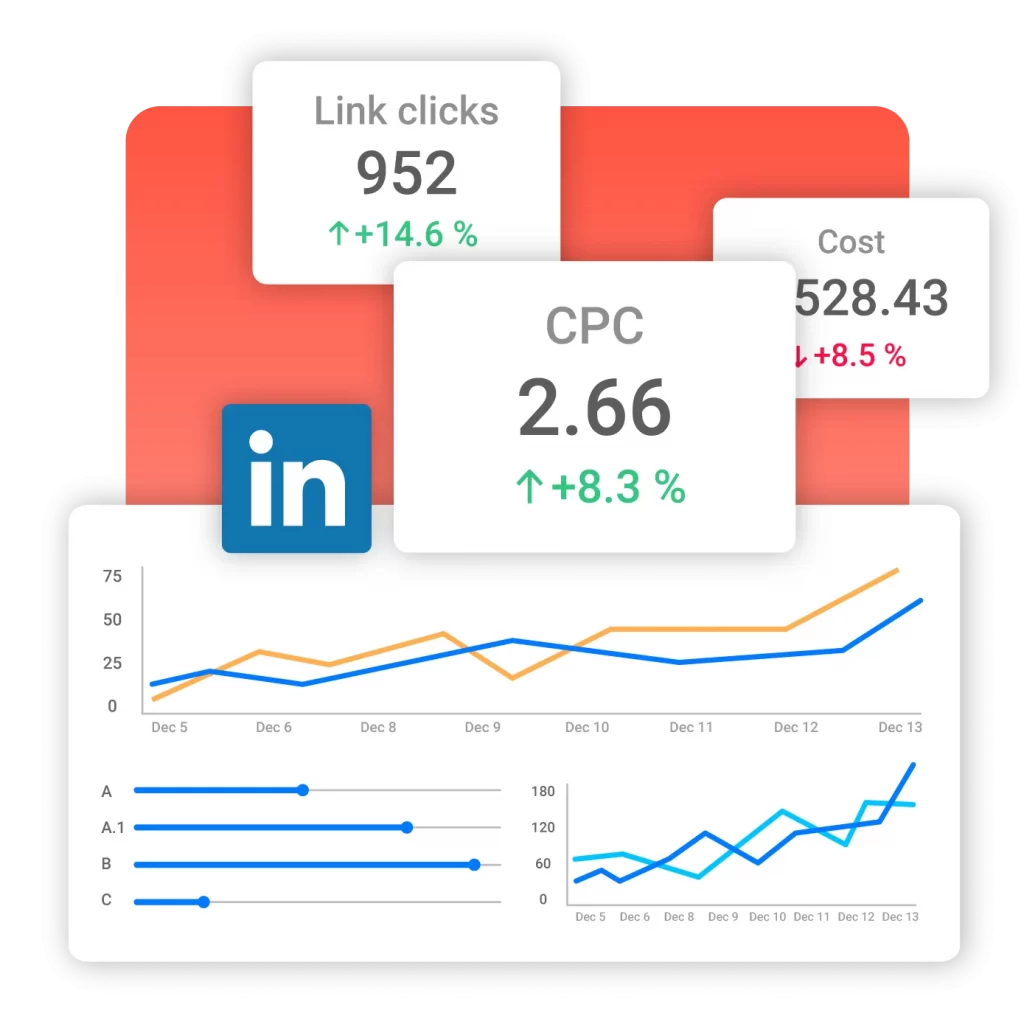 Link clicks
952
↑+14.6 %
Cost
528.43
↓+8.5 %
CPC
2.66
↑+8.3 %
in
75
50
25
0
Dec 5 Dec 6 Dec 8 Dec 9 Dec 10 Dec 11 Dec 12 Dec 13
A
A.1
B
C
180
120
60
0
Dec 5 Dec 6 Dec 8 Dec 9 Dec 10 Dec 11 Dec 12 Dec 13